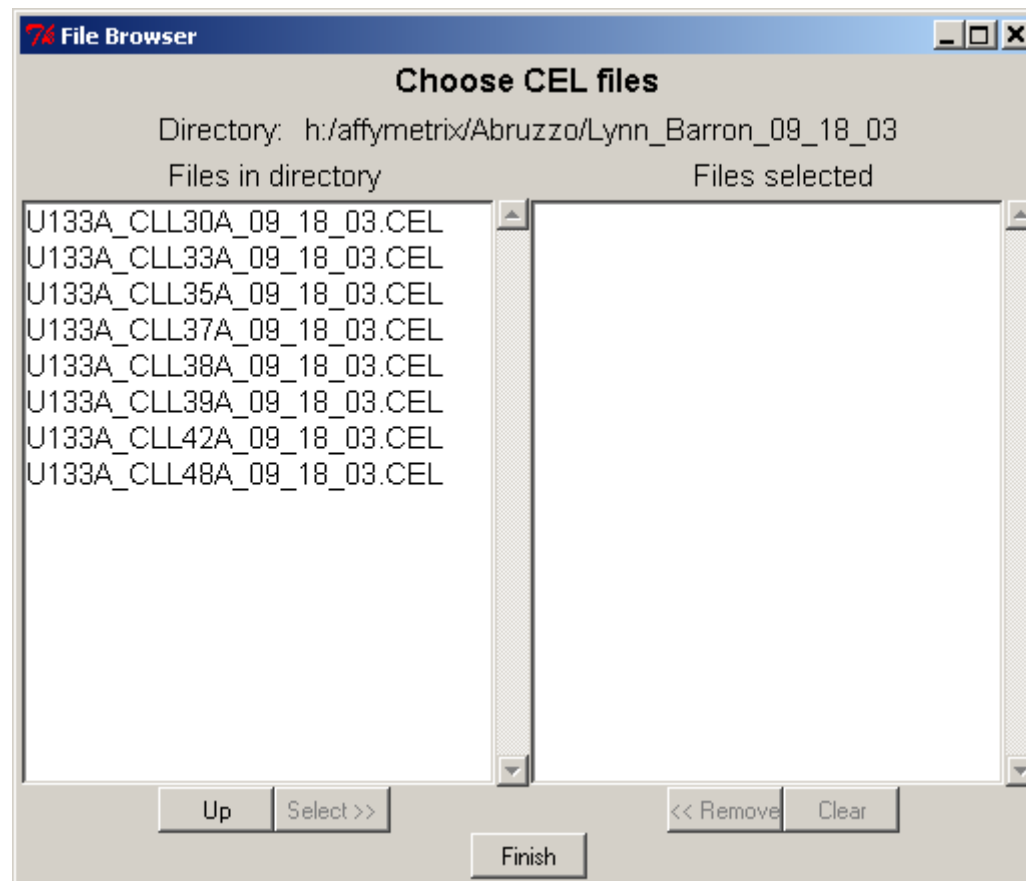 File Browser
Choose CEL files
Directory: h:/affymetrix/Abruzzo/Lynn_Barron_09_18_03
Files in directory
Files selected
U133A_CLL30A_09_18_03.CEL
U133A_CLL33A_09_18_03.CEL
U133A_CLL35A_09_18_03.CEL
U133A_CLL37A_09_18_03.CEL
U133A_CLL38A_09_18_03.CEL
U133A_CLL39A_09_18_03.CEL
U133A_CLL42A_09_18_03.CEL
U133A_CLL48A_09_18_03.CEL
Up
Select >>
<< Remove
Clear
Finish